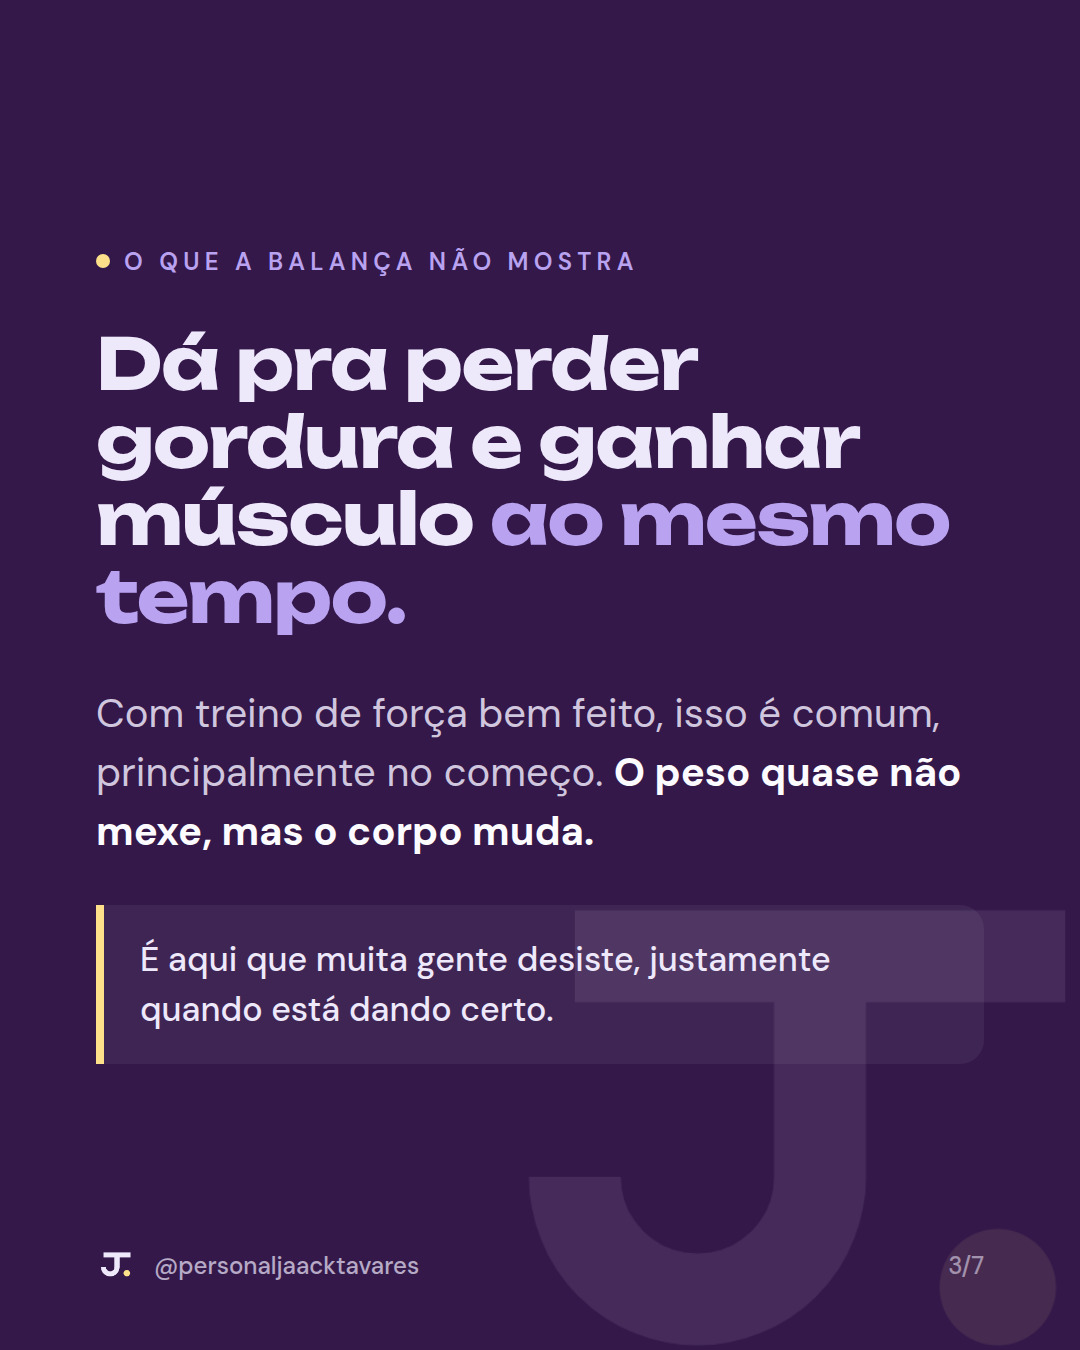 O QUE A BALANÇA NÃO MOSTRA
Dá pra perder
gordura e ganhar
músculo ao mesmo
tempo.
Com treino de força bem feito, isso é comum,
principalmente no começo. O peso quase não
mexe, mas o corpo muda.
É aqui que muita gente desiste, justamente
quando está dando certo.
J. @personaljaacktavares
3/7